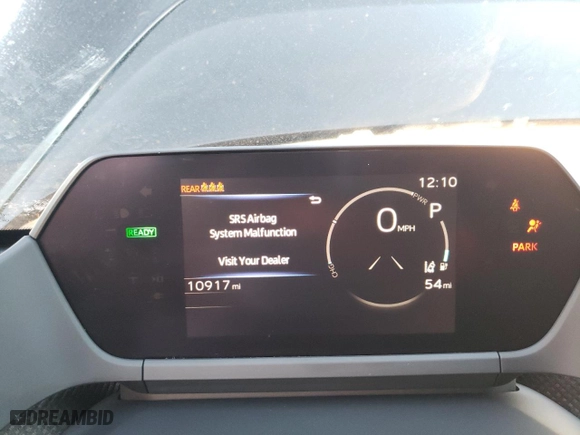 REAR
12:10
SRS Airbag
System Malfunction
Visit Your Dealer
10917 mi
PWR
0 MPH
P
CHG
54 mi
READY
PARK
DREAMBID